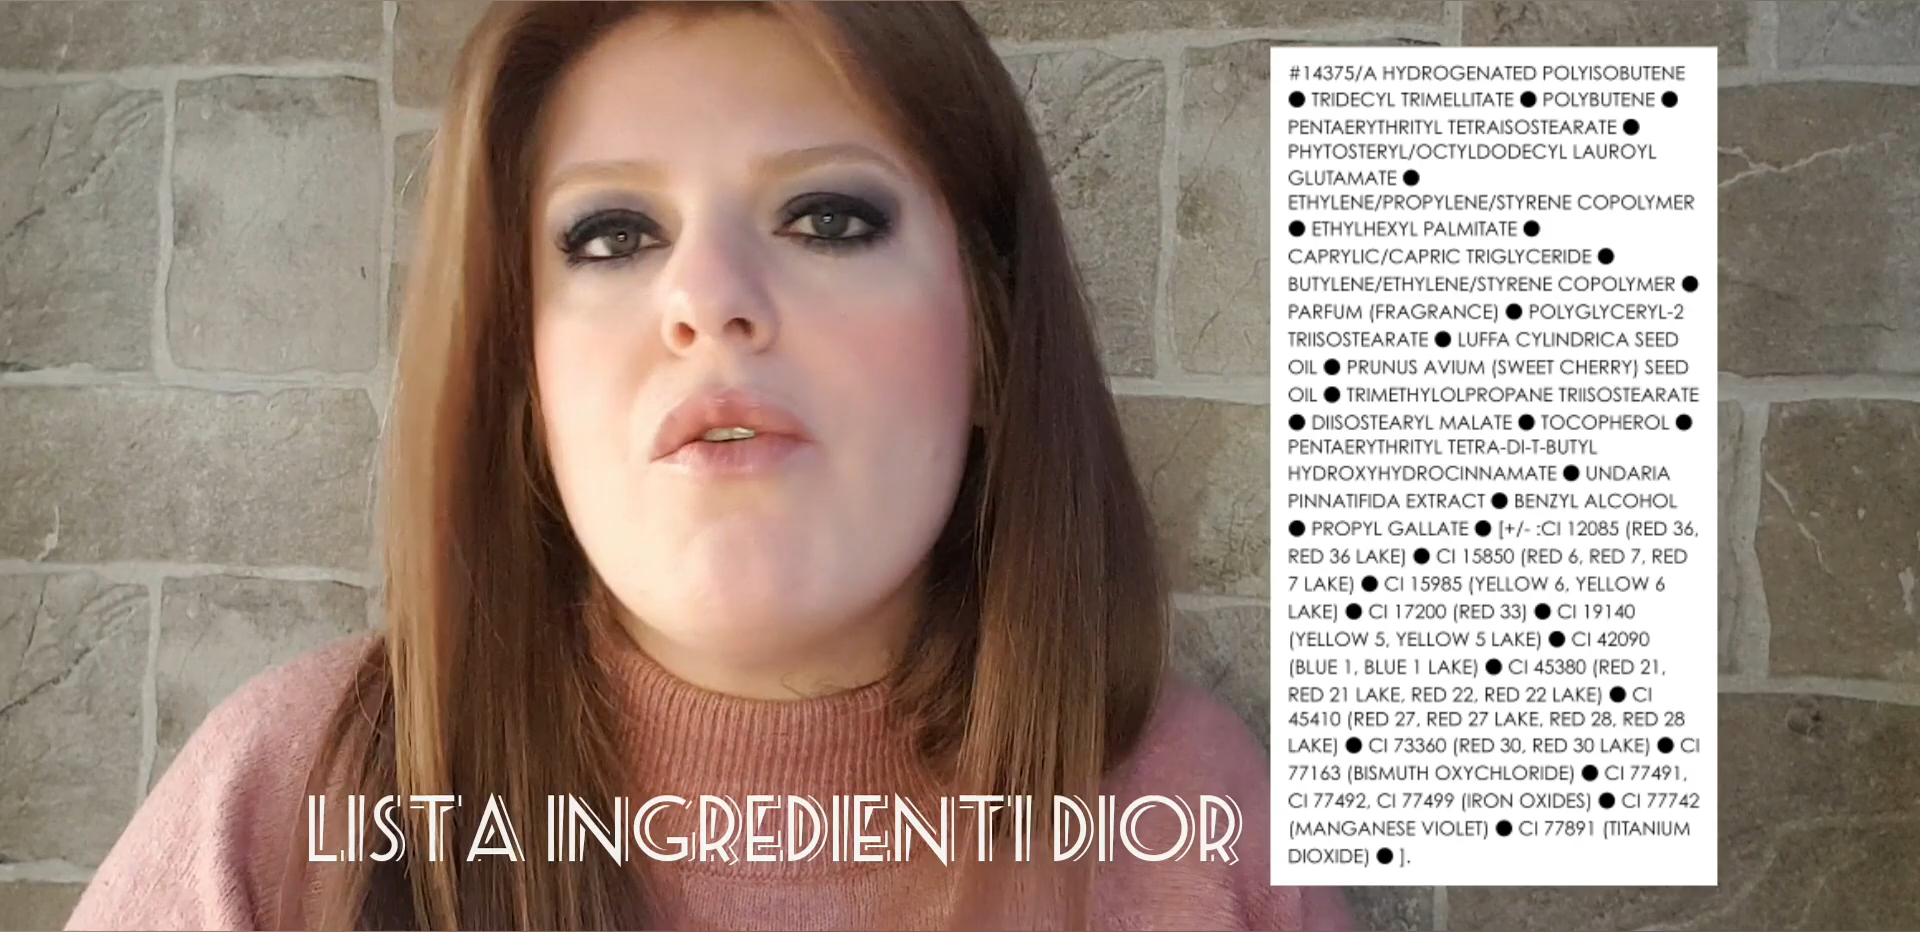 #14375/A HYDROGENATED POLYISOBUTENE
● TRIDECYL TRIMELLITATE ● POLYBUTENE ●
PENTAERYTHRITYL TETRAISOSTEARATE ●
PHYTOSTERYL/OCTYLDODECYL LAUROYL
GLUTAMATE ●
ETHYLENE/PROPYLENE/STYRENE COPOLYMER
● ETHYLHEXYL PALMITATE ●
CAPRYLIC/CAPRIC TRIGLYCERIDE ●
BUTYLENE/ETHYLENE/STYRENE COPOLYMER ●
PARFUM (FRAGRANCE) ● POLYGLYCERYL-2
TRIISOSTEARATE ● LUFFA CYLINDRICA SEED
OIL ● PRUNUS AVIUM (SWEET CHERRY) SEED
OIL ● TRIMETHYLOLPROPANE TRIISOSTEARATE
● DIISOSTEARYL MALATE ● TOCOPHEROL ●
PENTAERYTHRITYL TETRA-DI-T-BUTYL
HYDROXYHYDROCINNAMATE ● UNDARIA
PINNATIFIDA EXTRACT ● BENZYL ALCOHOL
● PROPYL GALLATE ● [+/- :CI 12085 (RED 36,
RED 36 LAKE) ● CI 15850 (RED 6, RED 7, RED
7 LAKE) ● CI 15985 (YELLOW 6, YELLOW 6
LAKE) ● CI 17200 (RED 33) ● CI 19140
(YELLOW 5, YELLOW 5 LAKE) ● CI 42090
(BLUE 1, BLUE 1 LAKE) ● CI 45380 (RED 21,
RED 21 LAKE, RED 22, RED 22 LAKE) ● CI
45410 (RED 27, RED 27 LAKE, RED 28, RED 28
LAKE) ● CI 73360 (RED 30, RED 30 LAKE) ● CI
77163 (BISMUTH OXYCHLORIDE) ● CI 77491,
CI 77492, CI 77499 (IRON OXIDES) ● CI 77742
(MANGANESE VIOLET) ● CI 77891 (TITANIUM
DIOXIDE) ● ].
LISTA INGREDIENTI DIOR